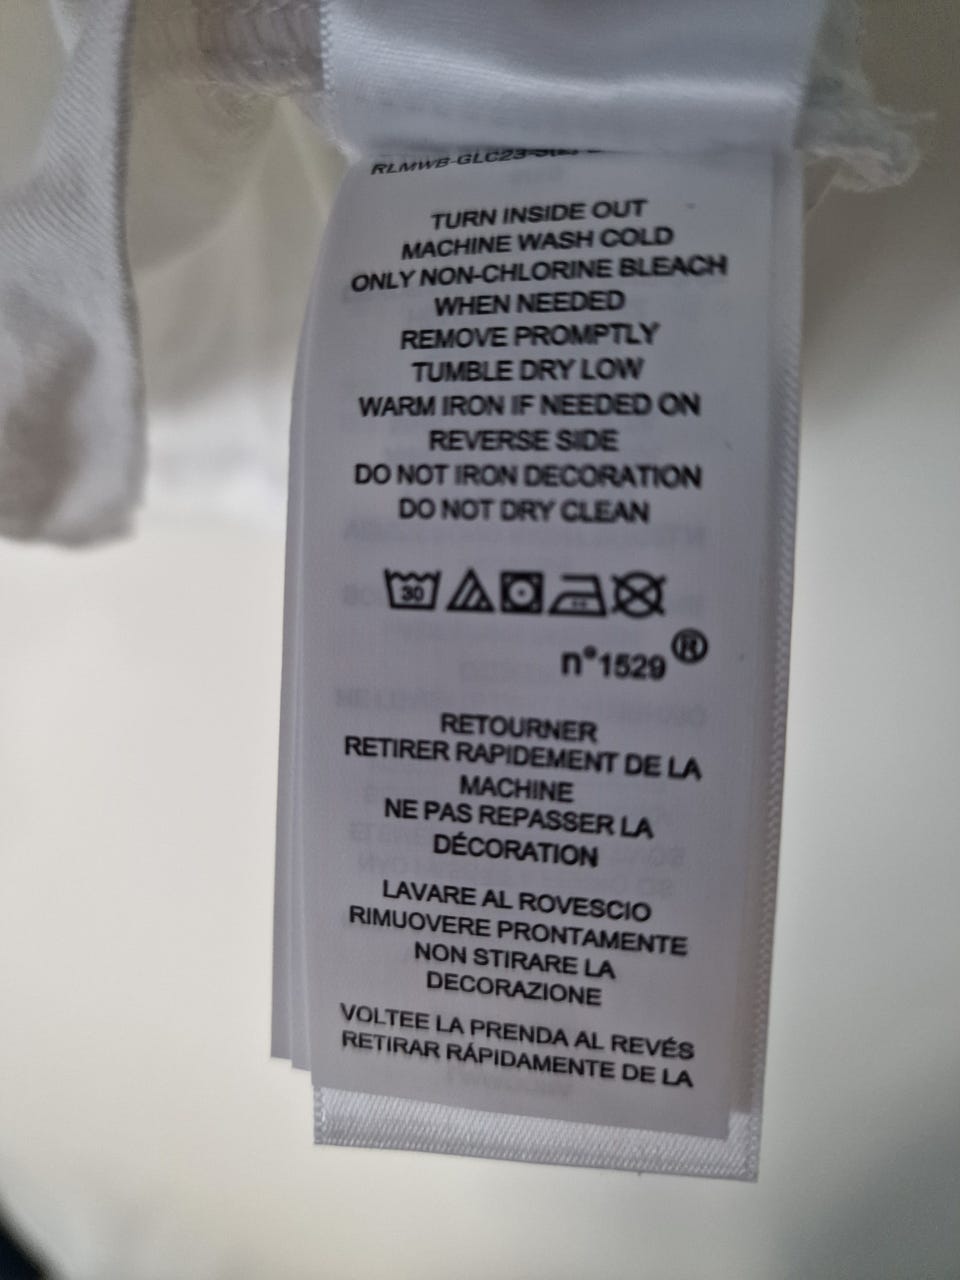 RLMWB-GLC23-
TURN INSIDE OUT
MACHINE WASH COLD
ONLY NON-CHLORINE BLEACH
WHEN NEEDED
REMOVE PROMPTLY
TUMBLE DRY LOW
WARM IRON IF NEEDED ON
REVERSE SIDE
DO NOT IRON DECORATION
DO NOT DRY CLEAN
30
n°1529 ®
RETOURNER
RETIRER RAPIDEMENT DE LA
MACHINE
NE PAS REPASSER LA
DÉCORATION
LAVARE AL ROVESCIO
RIMUOVERE PRONTAMENTE
NON STIRARE LA
DECORAZIONE
VOLTEE LA PRENDA AL REVÉS
RETIRAR RÁPIDAMENTE DE LA